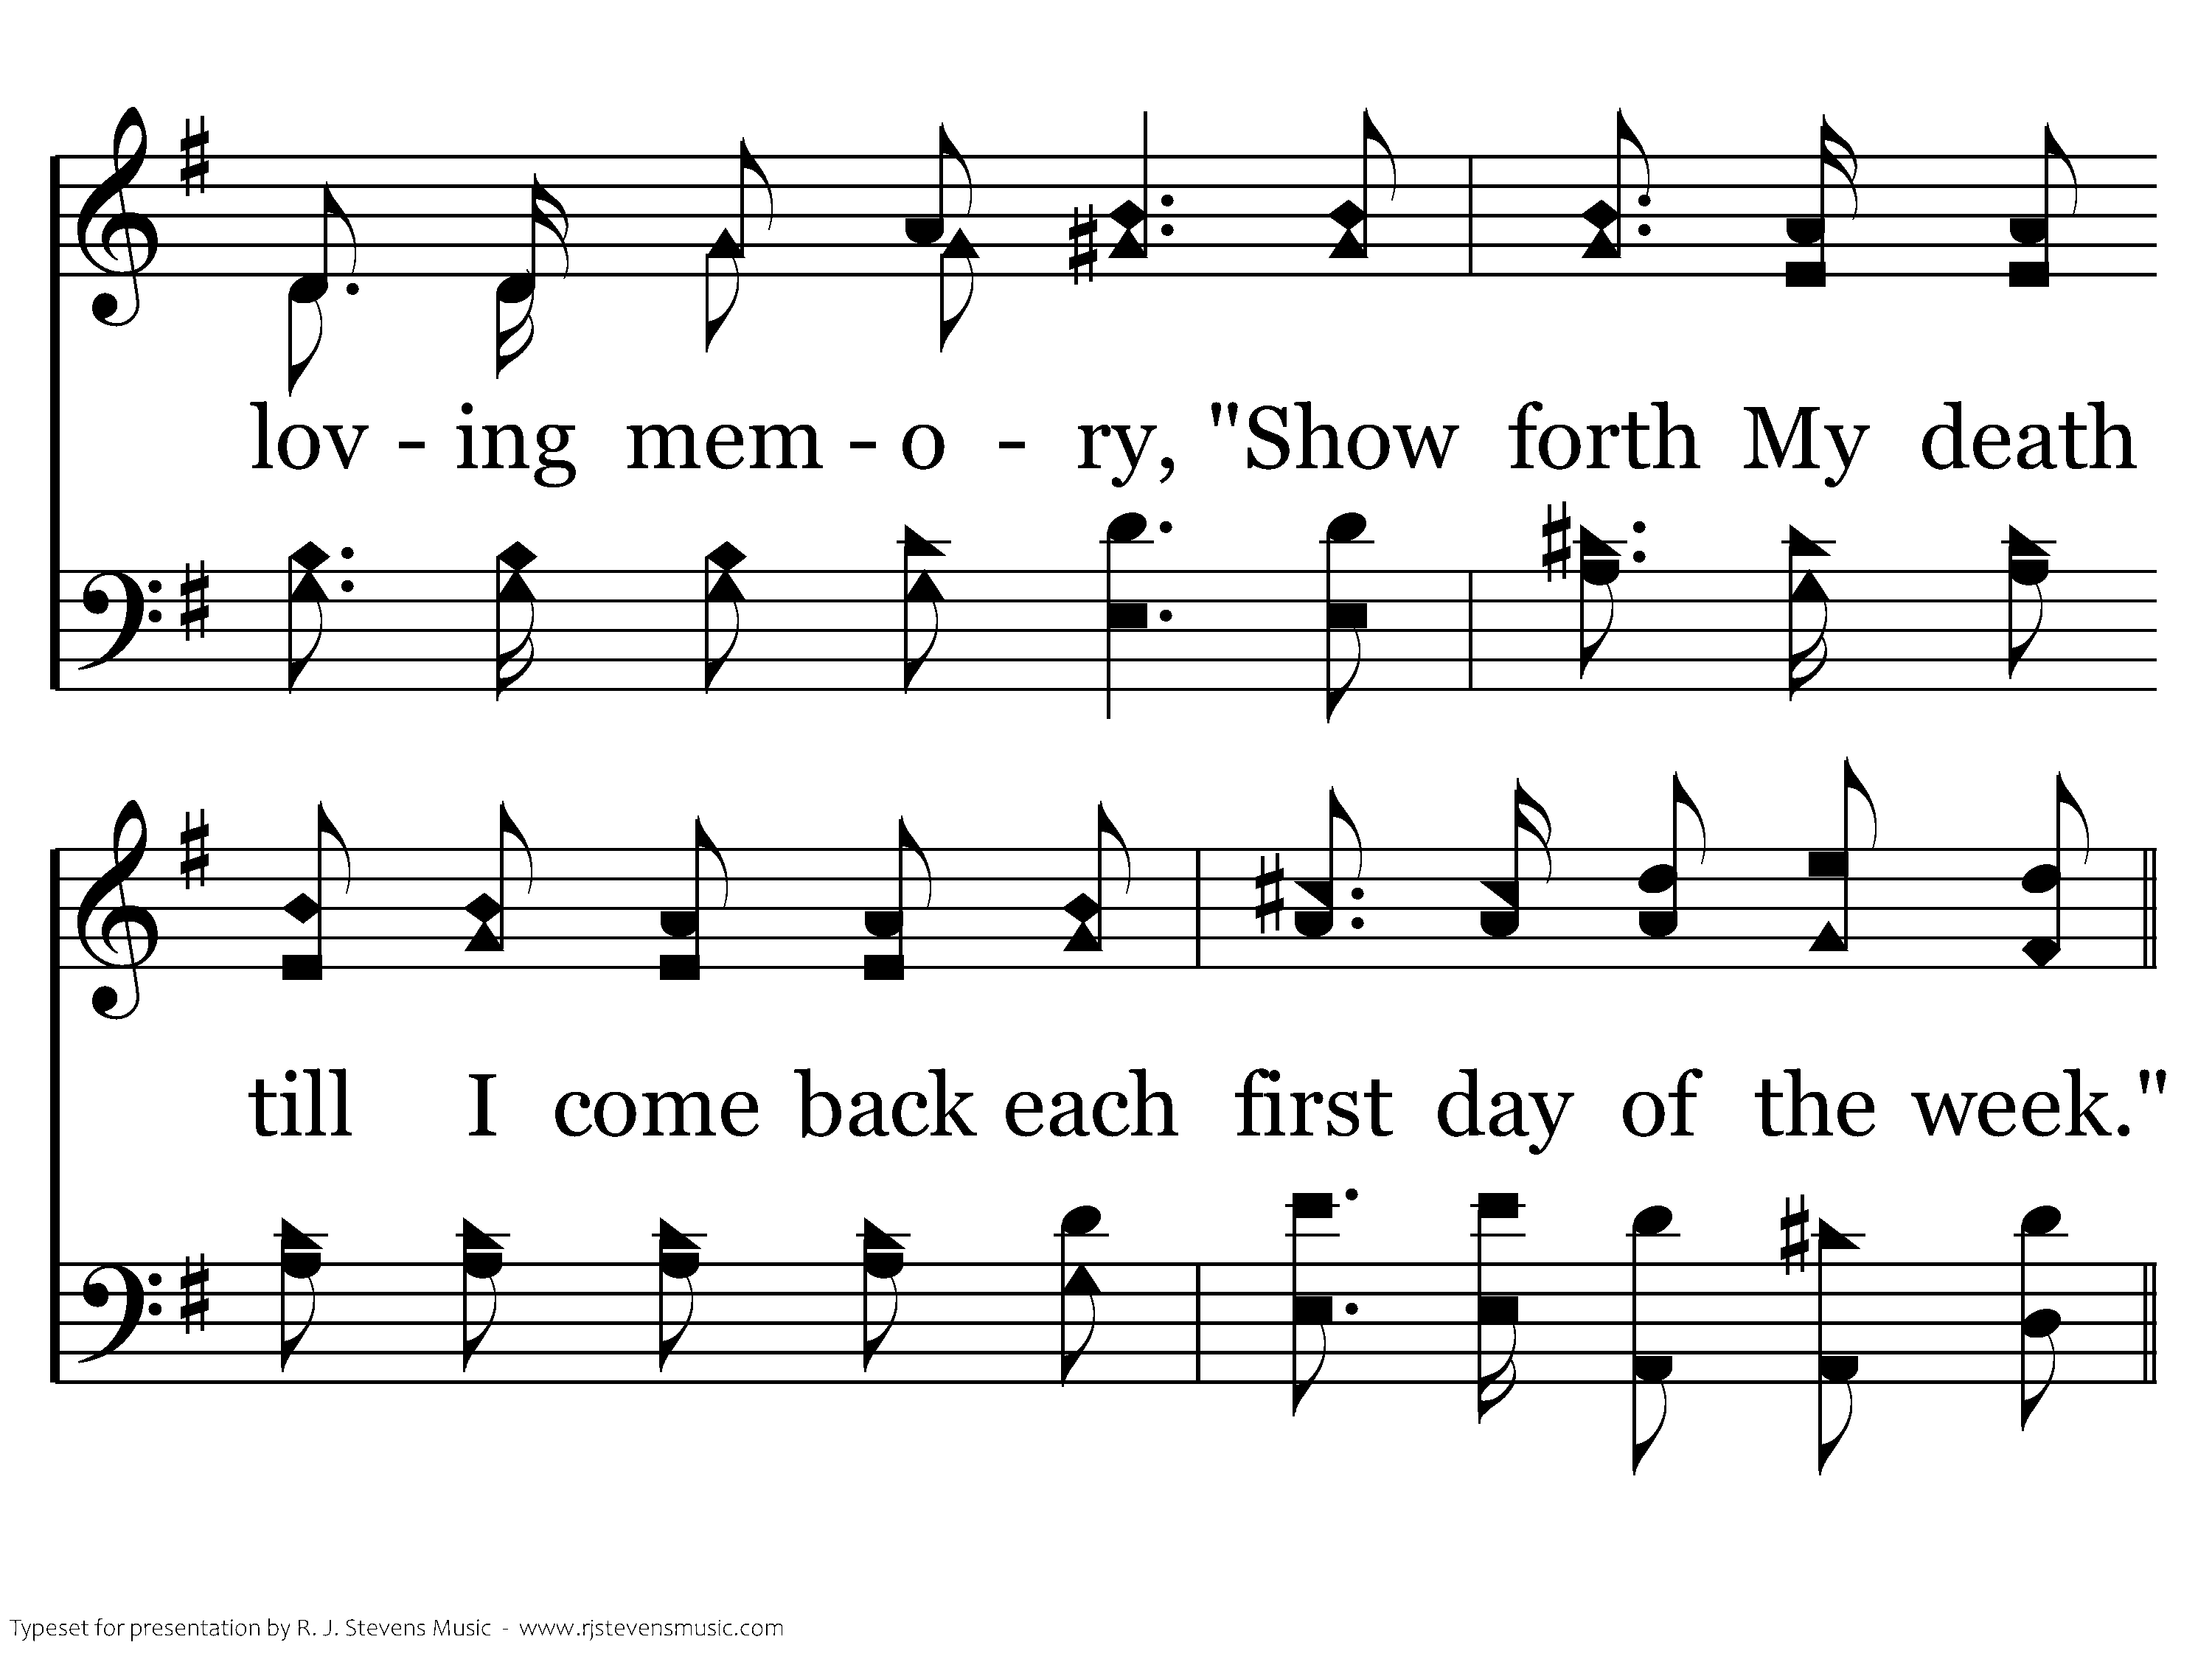 lov - ing mem - o - ry, "Show forth My death
till I come back each first day of the week."
Typeset for presentation by R. J. Stevens Music - www.rjstevensmusic.com